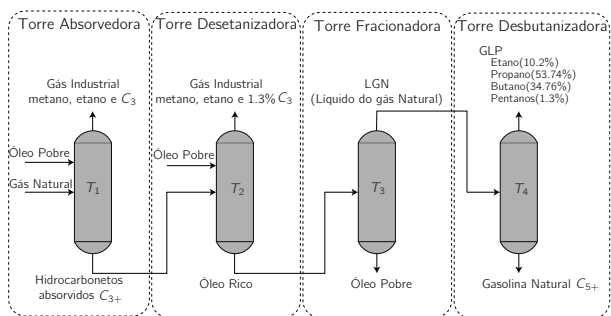 Torre Absorvedora
Torre Desetanizadora
Torre Fracionadora
Torre Desbutanizadora
Gás Industrial
metano, etano e C3
Óleo Pobre
Gás Natural
T1
Hidrocarbonetos
absorvidos C3+
Gás Industrial
metano, etano e 1.3% C3
Óleo Pobre
T2
Óleo Rico
LGN
(Líquido do gás Natural)
T3
Óleo Pobre
GLP
Etano(10.2%)
Propano(53.74%)
Butano(34.76%)
Pentanos(1.3%)
T4
Gasolina Natural C5+